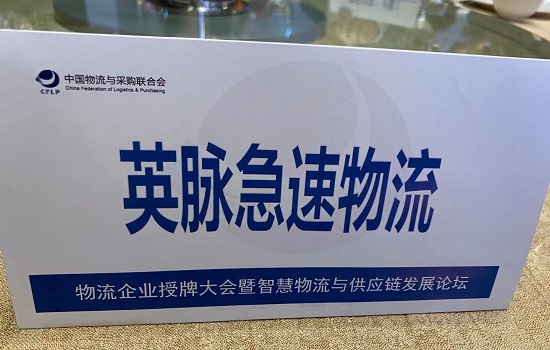 中国物流与采购联合会
China Federation of Logistics & Purchasing
CFLP
英脉急速物流
物流企业授牌大会暨智慧物流与供应链发展论坛